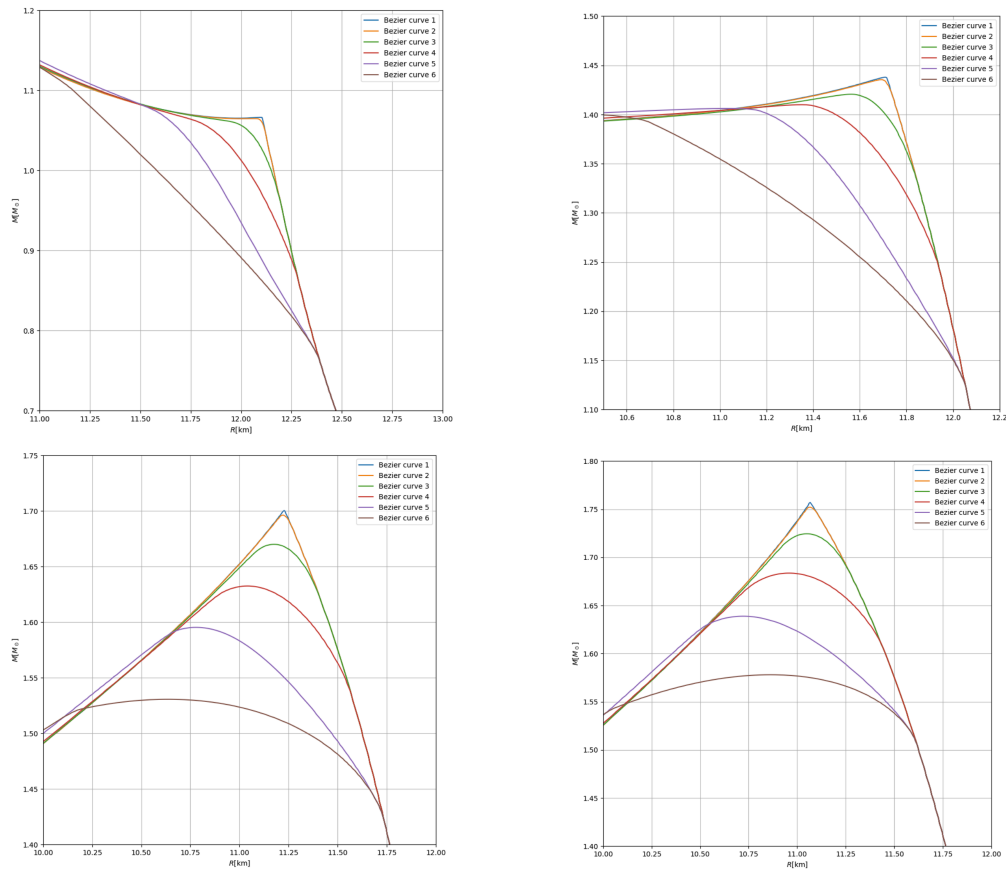 1.2
1.1
1.0
0.9
0.8
0.7
M[M☉]
11.00 11.25 11.50 11.75 12.00 12.25 12.50 12.75 13.00
R[km]
Bezier curve 1
Bezier curve 2
Bezier curve 3
Bezier curve 4
Bezier curve 5
Bezier curve 6
1.50
1.45
1.40
1.35
1.30
1.25
1.20
1.15
1.10
M[M☉]
10.6 10.8 11.0 11.2 11.4 11.6 11.8 12.0 12.2
R[km]
Bezier curve 1
Bezier curve 2
Bezier curve 3
Bezier curve 4
Bezier curve 5
Bezier curve 6
1.75
1.70
1.65
1.60
1.55
1.50
1.45
1.40
M[M☉]
10.00 10.25 10.50 10.75 11.00 11.25 11.50 11.75 12.00
R[km]
Bezier curve 1
Bezier curve 2
Bezier curve 3
Bezier curve 4
Bezier curve 5
Bezier curve 6
1.80
1.75
1.70
1.65
1.60
1.55
1.50
1.45
1.40
M[M☉]
10.00 10.25 10.50 10.75 11.00 11.25 11.50 11.75 12.00
R[km]
Bezier curve 1
Bezier curve 2
Bezier curve 3
Bezier curve 4
Bezier curve 5
Bezier curve 6